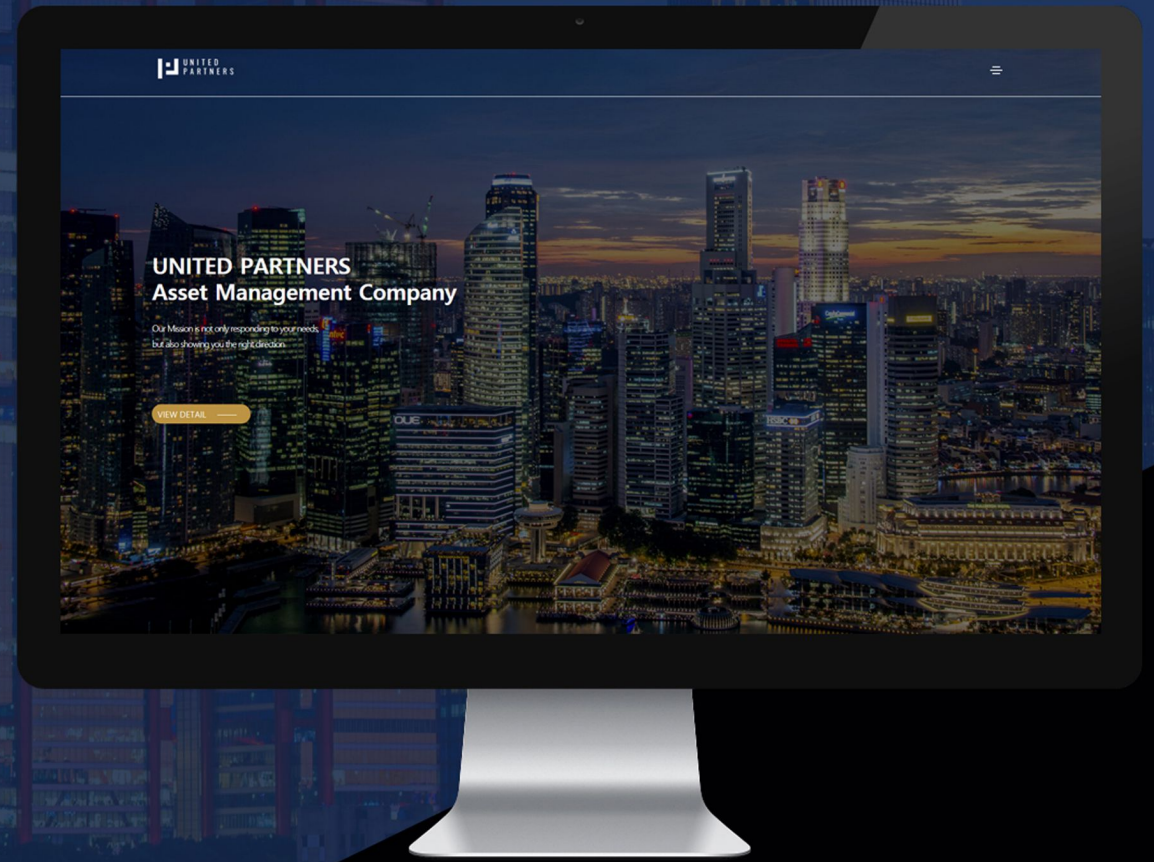 UNITED
PARTNERS
UNITED PARTNERS
Asset Management Company
Our Mission is not only responding to your needs,
but also showing you the right direction.
VIEW DETAIL
OUE